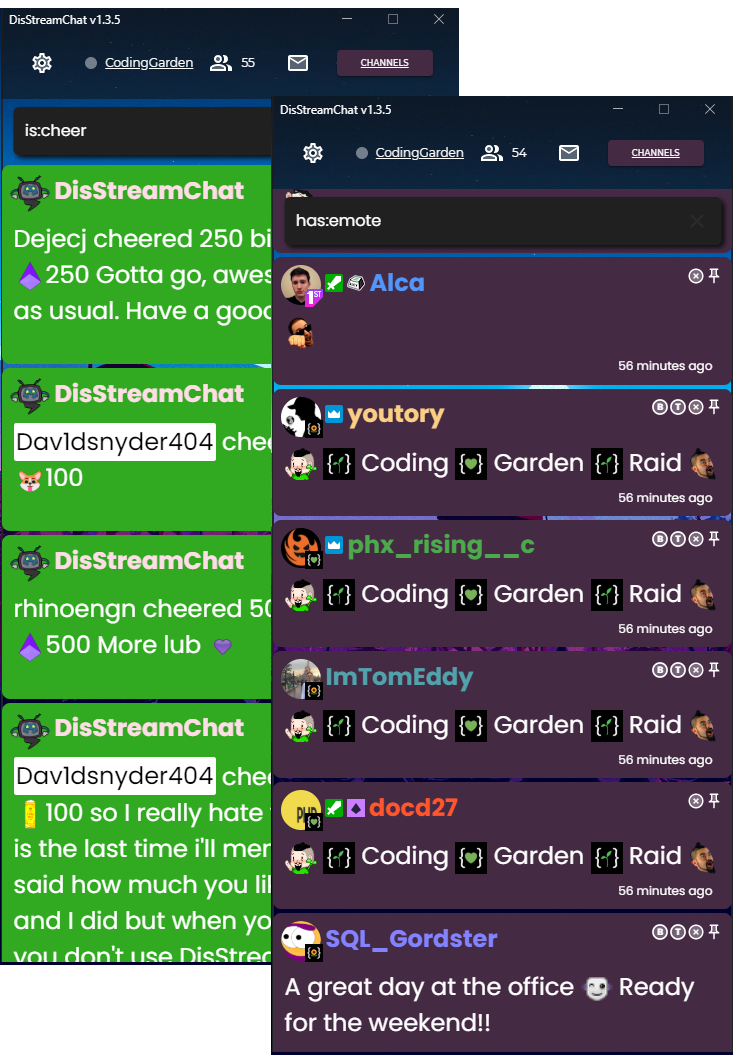 DisStreamChat v1.3.5
CodingGarden 55 CHANNELS
is:cheer
DisStreamChat
Dejecj cheered 250 bi
250 Gotta go, awes
as usual. Have a good
DisStreamChat
Dav1dsnyder404 chee
100
DisStreamChat
rhinoengn cheered 50
500 More lub
DisStreamChat
Dav1dsnyder404 chee
100 so I really hate
is the last time i'll mer
said how much you lil
and I did but when yo
you don't use DisStrea
DisStreamChat v1.3.5
CodingGarden 54 CHANNELS
has:emote
1ST Alca
56 minutes ago
youtory B T
Coding Garden Raid
56 minutes ago
phx_rising__c B T
Coding Garden Raid
56 minutes ago
ImTomEddy B T
Coding Garden Raid
56 minutes ago
docd27
Coding Garden Raid
56 minutes ago
SQL_Gordster B T
A great day at the office Ready
for the weekend!!